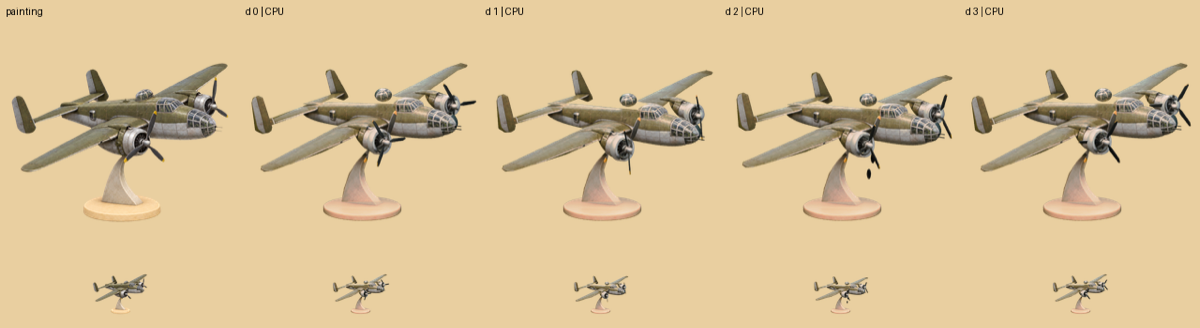 painting
d 0 | CPU
d 1 | CPU
d 2 | CPU
d 3 | CPU